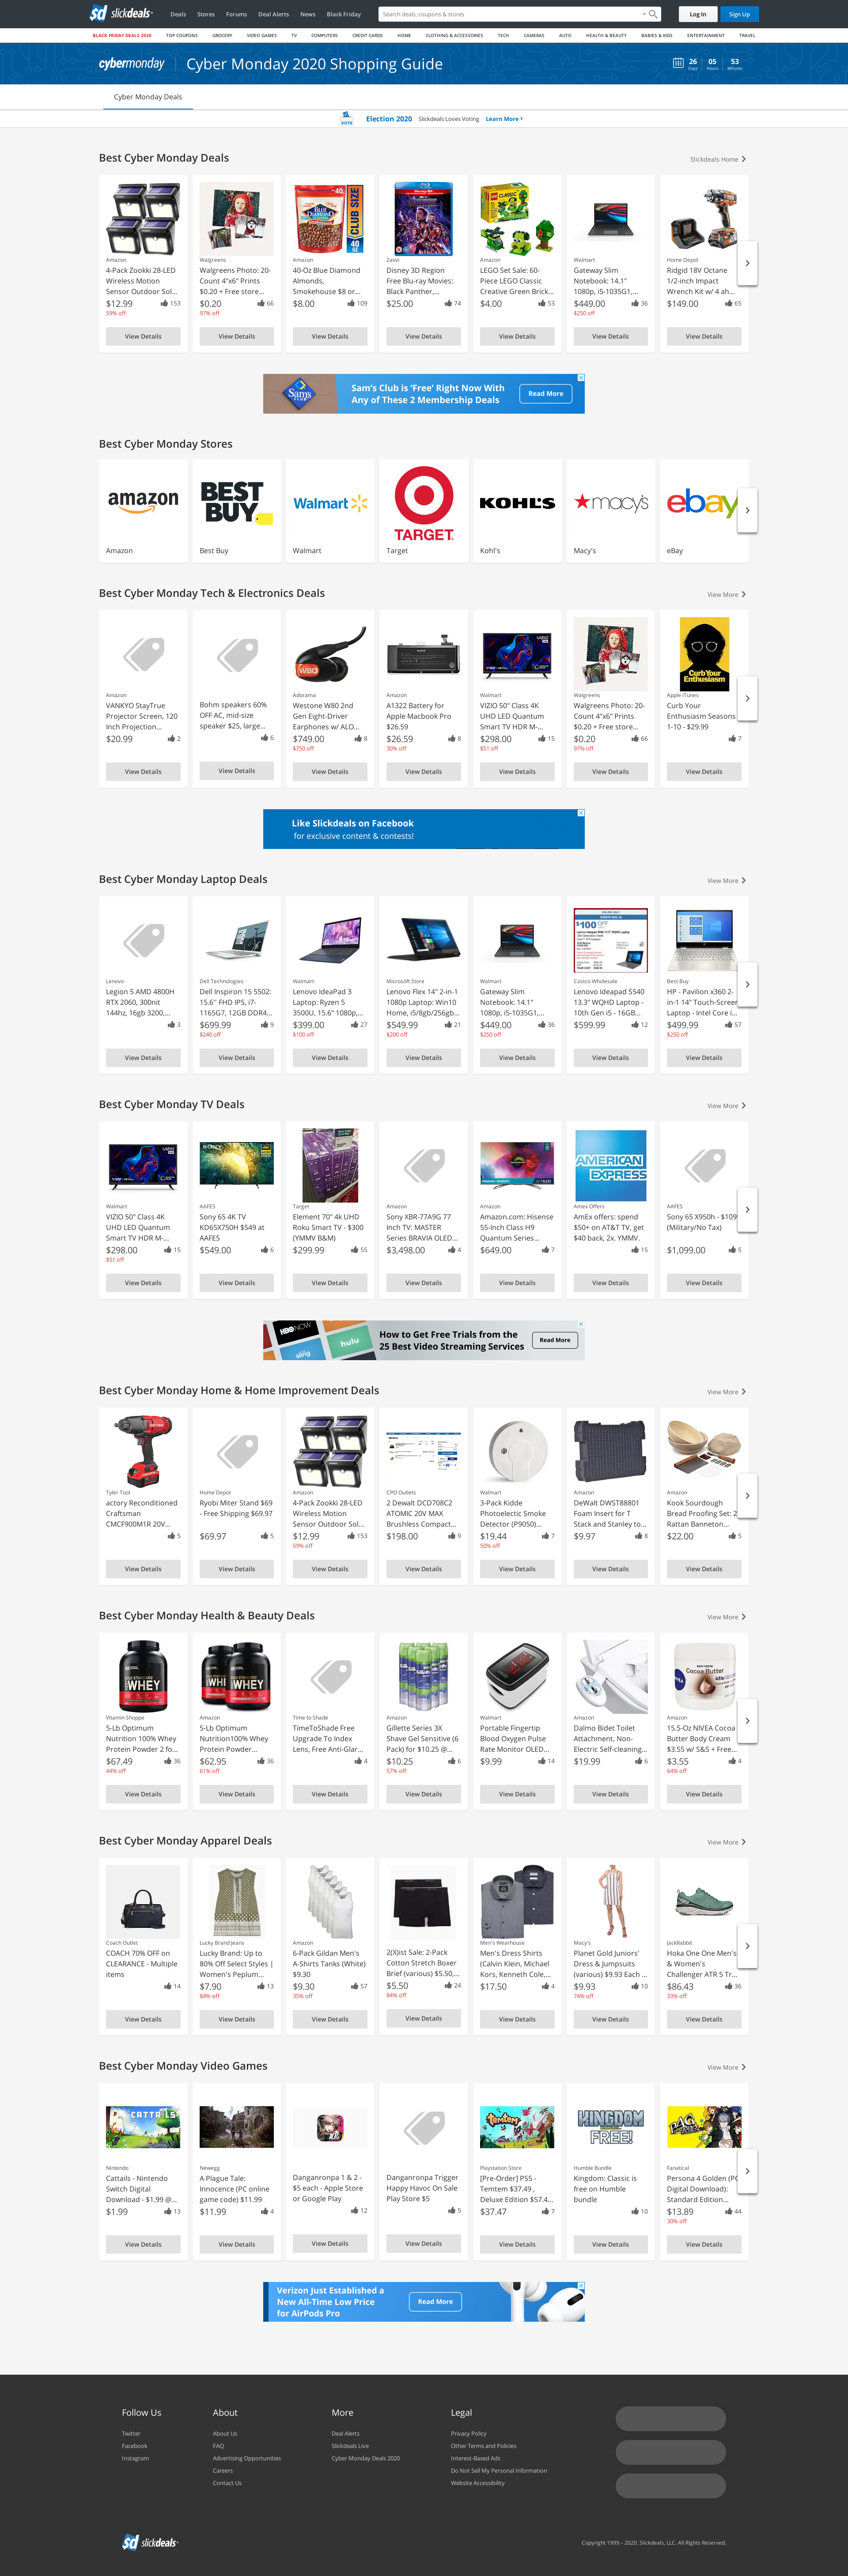 sd slickdeals
Deals Stores Forums Deal Alerts News Black Friday
Search deals, coupons & stores
Log In Sign Up
BLACK FRIDAY DEALS 2020 TOP COUPONS GROCERY VIDEO GAMES TV COMPUTERS CREDIT CARDS HOME CLOTHING & ACCESSORIES TECH CAMERAS AUTO HEALTH & BEAUTY BABIES & KIDS ENTERTAINMENT TRAVEL
cybermonday Cyber Monday 2020 Shopping Guide
26 05 53
Days Hours Minutes
Cyber Monday Deals
VOTE Election 2020 Slickdeals Loves Voting Learn More
Best Cyber Monday Deals
Slickdeals Home
Amazon
4-Pack Zookki 28-LED
Wireless Motion
Sensor Outdoor Sol...
$12.99 153
59% off
View Details
Walgreens
Walgreens Photo: 20-
Count 4"x6" Prints
$0.20 + Free store...
$0.20 66
97% off
View Details
BLUE DIAMOND
CLUB SIZE
40 OZ
Amazon
40-Oz Blue Diamond
Almonds,
Smokehouse $8 or...
$8.00 109
View Details
Zavvi
Disney 3D Region
Free Blu-ray Movies:
Black Panther,...
$25.00 74
View Details
CLASSIC
Amazon
LEGO Set Sale: 60-
Piece LEGO Classic
Creative Green Brick...
$4.00 53
View Details
Walmart
Gateway Slim
Notebook: 14.1"
1080p, i5-1035G1,...
$449.00 36
$250 off
View Details
Home Depot
Ridgid 18V Octane
1/2-inch Impact
Wrench Kit w/ 4 ah...
$149.00 65
View Details
Sam's
Sam's Club is 'Free' Right Now With
Any of These 2 Membership Deals
Read More
Best Cyber Monday Stores
amazon
Amazon
BEST
BUY
Best Buy
Walmart
Walmart
TARGET
Target
KOHL'S
Kohl's
macy's
Macy's
ebay
eBay
Best Cyber Monday Tech & Electronics Deals
View More
Amazon
VANKYO StayTrue
Projector Screen, 120
Inch Projection...
$20.99 2
View Details
Bohm speakers 60%
OFF AC, mid-size
speaker $25, large...
6
View Details
W80
Adorama
Westone W80 2nd
Gen Eight-Driver
Earphones w/ ALO...
$749.00 8
$750 off
View Details
Amazon
A1322 Battery for
Apple Macbook Pro
$26.59
$26.59 8
30% off
View Details
VIZIO
Walmart
VIZIO 50" Class 4K
UHD LED Quantum
Smart TV HDR M-...
$298.00 15
$51 off
View Details
Walgreens
Walgreens Photo: 20-
Count 4"x6" Prints
$0.20 + Free store...
$0.20 66
97% off
View Details
Curb Your
Enthusiasm
Apple iTunes
Curb Your
Enthusiasm Seasons
1-10 - $29.99
7
View Details
Like Slickdeals on Facebook
for exclusive content & contests!
Best Cyber Monday Laptop Deals
View More
Lenovo
Legion 5 AMD 4800H
RTX 2060, 300nit
144hz, 16gb 3200,...
3
View Details
Dell Technologies
Dell Inspiron 15 5502:
15.6'' FHD IPS, i7-
1165G7, 12GB DDR4...
$699.99 9
$240 off
View Details
Walmart
Lenovo IdeaPad 3
Laptop: Ryzen 5
3500U, 15.6" 1080p,...
$399.00 27
$100 off
View Details
Microsoft Store
Lenovo Flex 14" 2-in-1
1080p Laptop: Win10
Home, i5/8gb/256gb...
$549.99 21
$200 off
View Details
Walmart
Gateway Slim
Notebook: 14.1"
1080p, i5-1035G1,...
$449.00 36
$250 off
View Details
$100 OFF
Costco Wholesale
Lenovo Ideapad S540
13.3" WQHD Laptop -
10th Gen i5 - 16GB...
$599.99 12
View Details
Best Buy
HP - Pavilion x360 2-
in-1 14" Touch-Screen
Laptop - Intel Core i...
$499.99 57
$250 off
View Details
Best Cyber Monday TV Deals
View More
VIZIO
Walmart
VIZIO 50" Class 4K
UHD LED Quantum
Smart TV HDR M-...
$298.00 15
$51 off
View Details
SONY
AAFES
Sony 65 4K TV
KD65X750H $549 at
AAFES
$549.00 6
View Details
Target
Element 70" 4k UHD
Roku Smart TV - $300
(YMMV B&M)
$299.99 55
View Details
Amazon
Sony XBR-77A9G 77
Inch TV: MASTER
Series BRAVIA OLED...
$3,498.00 4
View Details
Amazon
Amazon.com: Hisense
55-Inch Class H9
Quantum Series...
$649.00 7
View Details
AMERICAN
EXPRESS
Amex Offers
AmEx offers: spend
$50+ on AT&T TV, get
$40 back, 2x. YMMV.
15
View Details
AAFES
Sony 65 X950h - $109
(Military/No Tax)
$1,099.00 5
View Details
HBO NOW
sling
hulu
How to Get Free Trials from the
25 Best Video Streaming Services
Read More
Best Cyber Monday Home & Home Improvement Deals
View More
Tyler Tool
actory Reconditioned
Craftsman
CMCF900M1R 20V...
5
View Details
Home Depot
Ryobi Miter Stand $69
- Free Shipping $69.97
$69.97 5
View Details
Amazon
4-Pack Zookki 28-LED
Wireless Motion
Sensor Outdoor Sol...
$12.99 153
59% off
View Details
CPO Outlets
2 Dewalt DCD708C2
ATOMIC 20V MAX
Brushless Compact...
$198.00 9
View Details
Walmart
3-Pack Kidde
Photoelectic Smoke
Detector (P9050)...
$19.44 7
50% off
View Details
Amazon
DeWalt DWST88801
Foam Insert for T
Stack and Stanley to...
$9.97 8
View Details
Amazon
Kook Sourdough
Bread Proofing Set: 2
Rattan Banneton...
$22.00 5
View Details
Best Cyber Monday Health & Beauty Deals
View More
WHEY
Vitamin Shoppe
5-Lb Optimum
Nutrition 100% Whey
Protein Powder 2 fo...
$67.49 36
44% off
View Details
WHEY
Amazon
5-Lb Optimum
Nutrition100% Whey
Protein Powder...
$62.95 36
61% off
View Details
Time to Shade
TimeToShade Free
Upgrade To Index
Lens, Free Anti-Glar...
4
View Details
Amazon
Gillette Series 3X
Shave Gel Sensitive (6
Pack) for $10.25 @...
$10.25 6
57% off
View Details
Walmart
Portable Fingertip
Blood Oxygen Pulse
Rate Monitor OLED...
$9.99 14
View Details
Amazon
Dalmo Bidet Toilet
Attachment, Non-
Electric Self-cleaning...
$19.99 6
View Details
NIVEA
Cocoa Butter
Amazon
15.5-Oz NIVEA Cocoa
Butter Body Cream
$3.55 w/ S&S + Free...
$3.55 4
64% off
View Details
Best Cyber Monday Apparel Deals
View More
Coach Outlet
COACH 70% OFF on
CLEARANCE - Multiple
items
14
View Details
Lucky Brand Jeans
Lucky Brand: Up to
80% Off Select Styles |
Women's Peplum...
$7.90 13
84% off
View Details
Amazon
6-Pack Gildan Men's
A-Shirts Tanks (White)
$9.30
$9.30 57
35% off
View Details
2(X)ist Sale: 2-Pack
Cotton Stretch Boxer
Brief (various) $5.50,...
$5.50 24
84% off
View Details
Men's Wearhouse
Men's Dress Shirts
(Calvin Klein, Michael
Kors, Kenneth Cole,...
$17.50 4
View Details
Macy's
Planet Gold Juniors'
Dress & Jumpsuits
(various) $9.93 Each ...
$9.93 10
74% off
View Details
JackRabbit
Hoka One One Men's
& Women's
Challenger ATR 5 Tr...
$86.43 36
33% off
View Details
Best Cyber Monday Video Games
View More
CATTAILS
Nintendo
Cattails - Nintendo
Switch Digital
Download - $1.99 @...
$1.99 13
View Details
Newegg
A Plague Tale:
Innocence (PC online
game code) $11.99
$11.99 4
View Details
Danganronpa 1 & 2 -
$5 each - Apple Store
or Google Play
12
View Details
Danganronpa Trigger
Happy Havoc On Sale
Play Store $5
5
View Details
Temtem
Playstation Store
[Pre-Order] PS5 -
Temtem $37.49 ,
Deluxe Edition $57.4...
$37.47 7
View Details
KINGDOM
FREE!
Humble Bundle
Kingdom: Classic is
free on Humble
bundle
10
View Details
P4G
Fanatical
Persona 4 Golden (PC
Digital Download):
Standard Edition...
$13.89 44
30% off
View Details
Verizon Just Established a
New All-Time Low Price
for AirPods Pro
Read More
Follow Us
Twitter
Facebook
Instagram
About
About Us
FAQ
Advertising Opportunities
Careers
Contact Us
More
Deal Alerts
Slickdeals Live
Cyber Monday Deals 2020
Legal
Privacy Policy
Other Terms and Policies
Interest-Based Ads
Do Not Sell My Personal Information
Website Accessibility
sd slickdeals
Copyright 1999 – 2020. Slickdeals, LLC. All Rights Reserved.